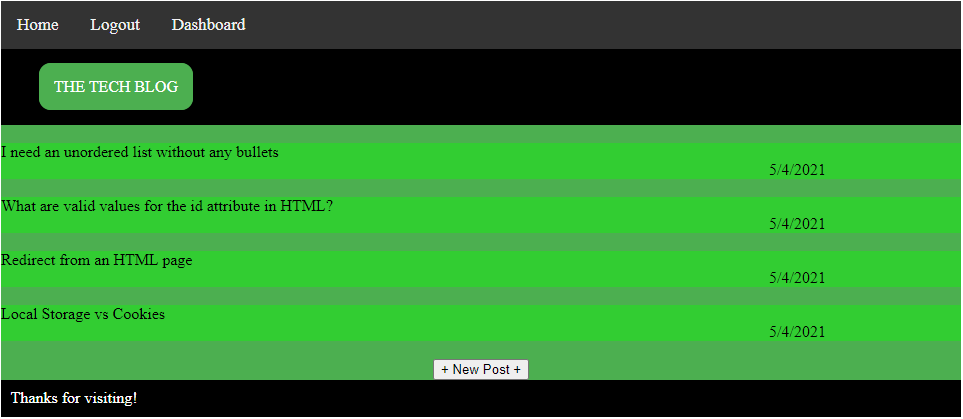 Home Logout Dashboard
THE TECH BLOG
I need an unordered list without any bullets
5/4/2021
What are valid values for the id attribute in HTML?
5/4/2021
Redirect from an HTML page
5/4/2021
Local Storage vs Cookies
5/4/2021
+ New Post +
Thanks for visiting!